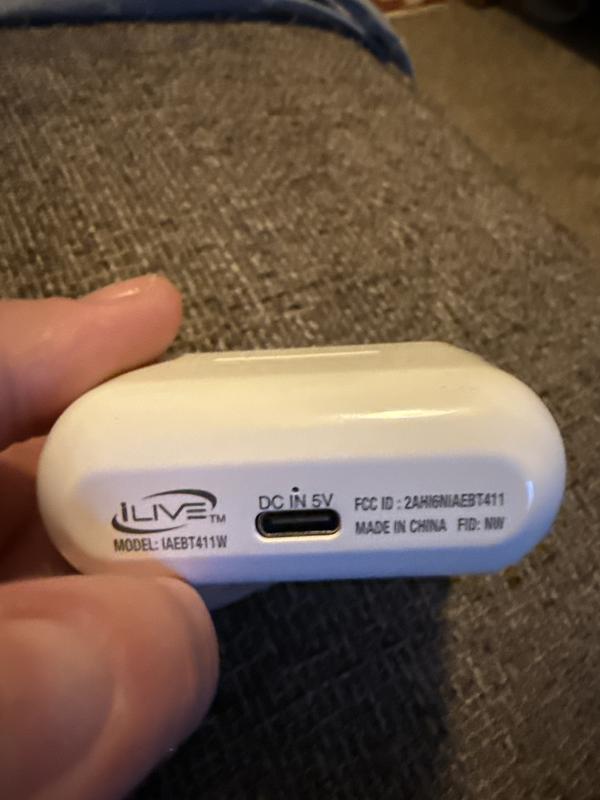 iLIVE™
MODEL: IAEBT411W
DC IN 5V
FCC ID : 2AHI6NIAEBT411
MADE IN CHINA FID: NW